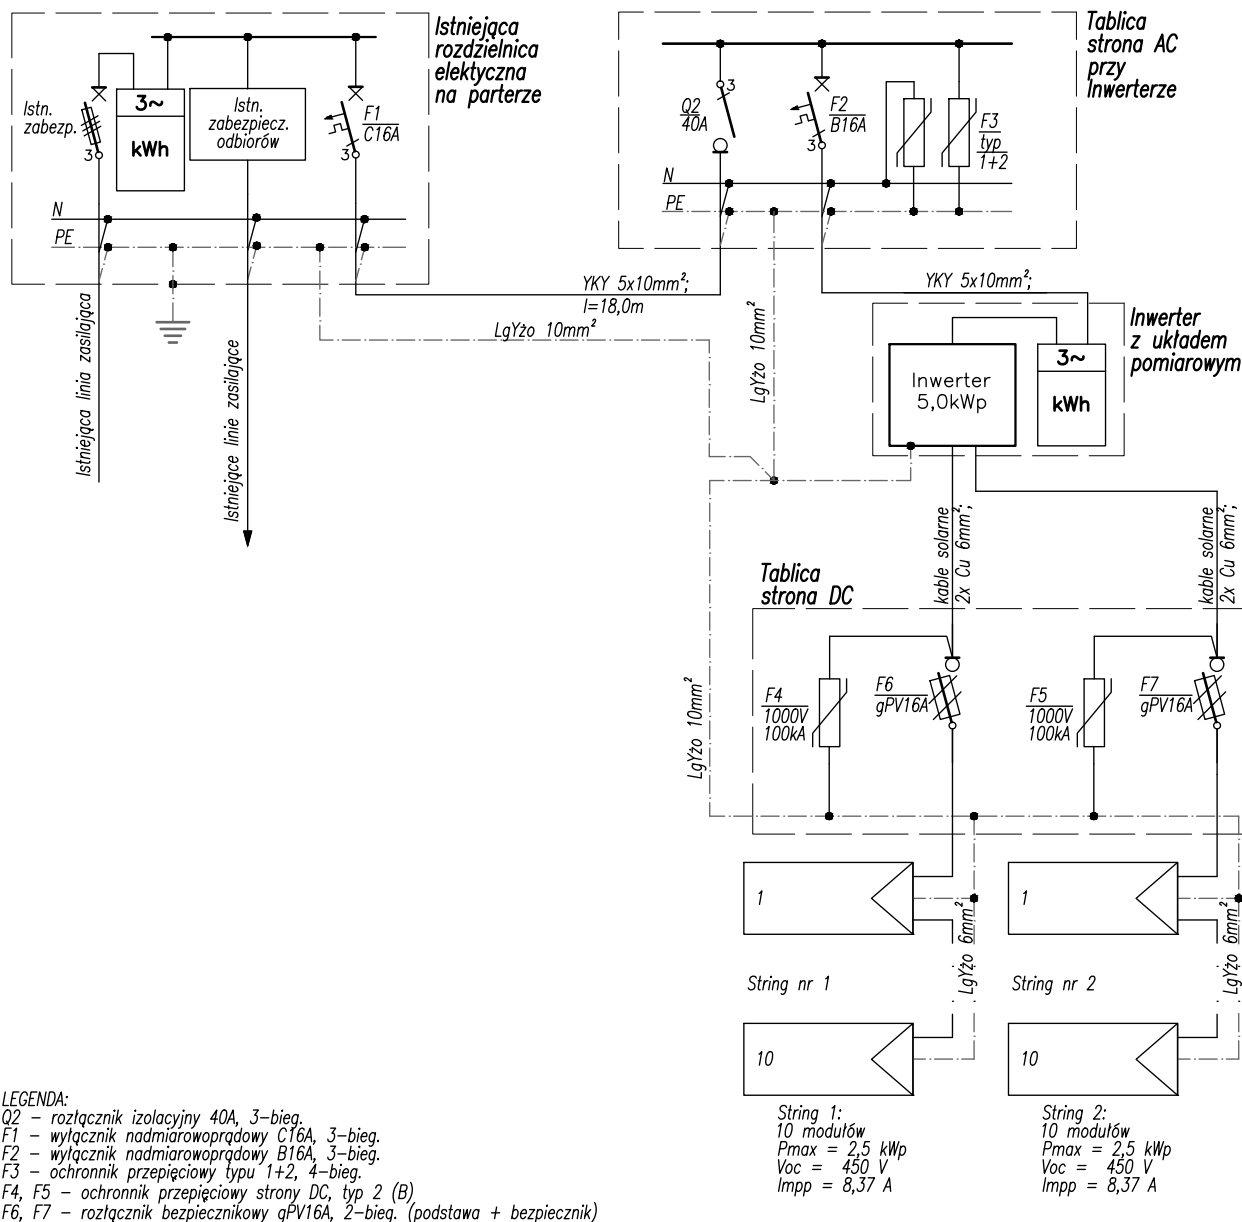 Istniejąca
rozdzielnica
elektyczna
na parterze
Istn.
zabezp.
3
3~
kWh
Istn.
zabezpiecz.
odbiorów
F1
C16A
3
N
PE
Istniejąca linia zasilająca
Istniejące linie zasilające
YKY 5x10mm²;
l=18,0m
LgYżo 10mm²
Tablica
strona AC
przy
Inwerterze
Q2
40A
3
F2
B16A
3
F3
typ
1+2
N
PE
LgYżo 10mm²
YKY 5x10mm²;
Inwerter
z układem
pomiarowym
Inwerter
5,0kWp
3~
kWh
kable solarne
2x Cu 6mm²;
kable solarne
2x Cu 6mm²;
Tablica
strona DC
F4
1000V
100kA
F6
gPV16A
F5
1000V
100kA
F7
gPV16A
LgYżo 10mm²
1
1
LgYżo 6mm²
LgYżo 6mm²
String nr 1
String nr 2
10
10
String 1:
10 modułów
Pmax = 2,5 kWp
Voc = 450 V
Impp = 8,37 A
String 2:
10 modułów
Pmax = 2,5 kWp
Voc = 450 V
Impp = 8,37 A
LEGENDA:
Q2 – rozłącznik izolacyjny 40A, 3–bieg.
F1 – wyłącznik nadmiarowoprądowy C16A, 3–bieg.
F2 – wyłącznik nadmiarowoprądowy B16A, 3–bieg.
F3 – ochronnik przepięciowy typu 1+2, 4–bieg.
F4, F5 – ochronnik przepięciowy strony DC, typ 2 (B)
F6, F7 – rozłącznik bezpiecznikowy gPV16A, 2–bieg. (podstawa + bezpiecznik)